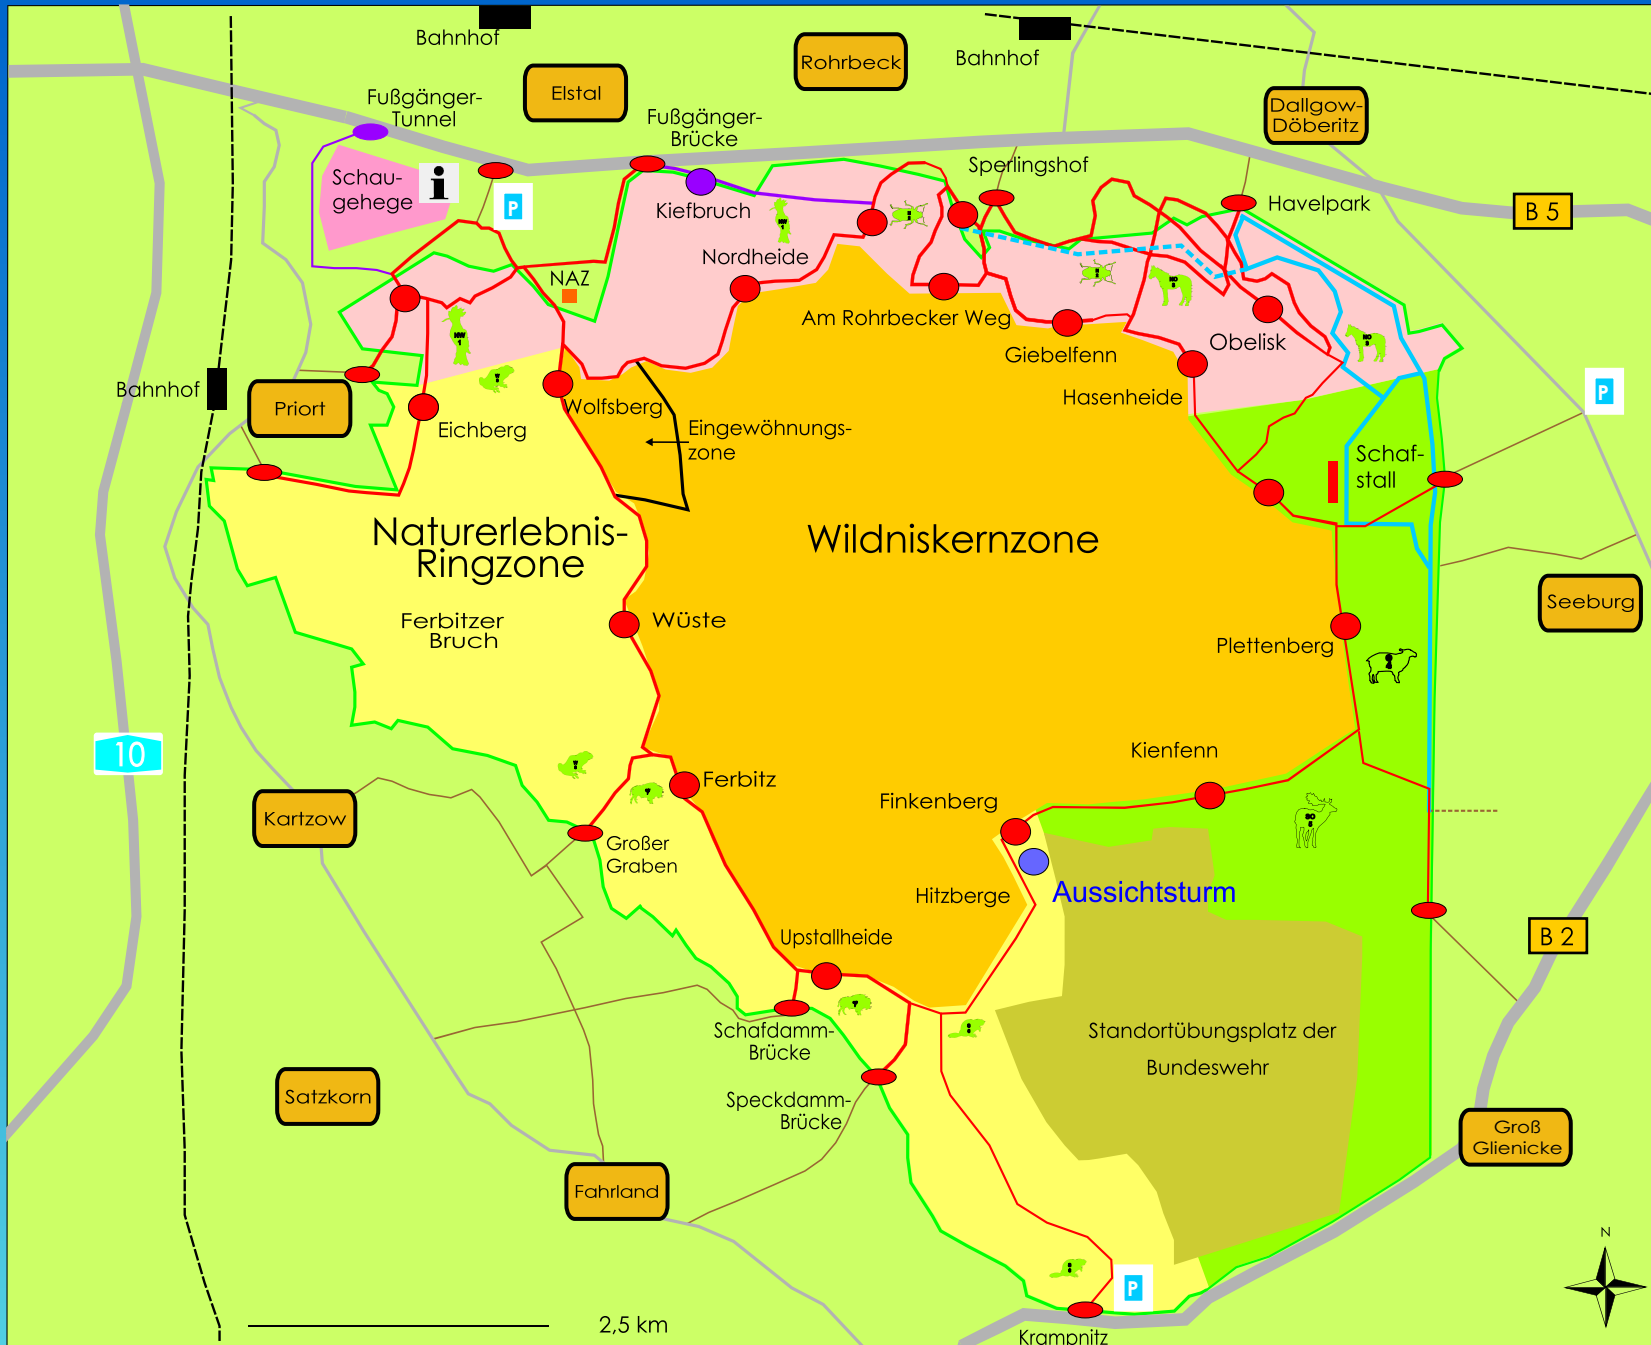 Bahnhof
Bahnhof
Rohrbeck
Elstal
Dallgow-
Döberitz
Fußgänger-
Tunnel
Fußgänger-
Brücke
Sperlingshof
Schau-
gehege
i
P
Kiefbruch
Havelpark
B 5
Nordheide
NAZ
Am Rohrbecker Weg
Giebelfenn
Obelisk
Hasenheide
Bahnhof
Priort
Eichberg
Wolfsberg
Eingewöhnungs-
zone
P
Schaf-
stall
Naturerlebnis-
Ringzone
Wildniskernzone
Ferbitzer
Bruch
Wüste
Seeburg
Plettenberg
10
Kienfenn
Ferbitz
Finkenberg
Kartzow
Großer
Graben
Hitzberge
Aussichtsturm
Upstallheide
B 2
Schafdamm-
Brücke
Standortübungsplatz der
Bundeswehr
Speckdamm-
Brücke
Satzkorn
Groß
Glienicke
Fahrland
N
P
2,5 km
Krampnitz